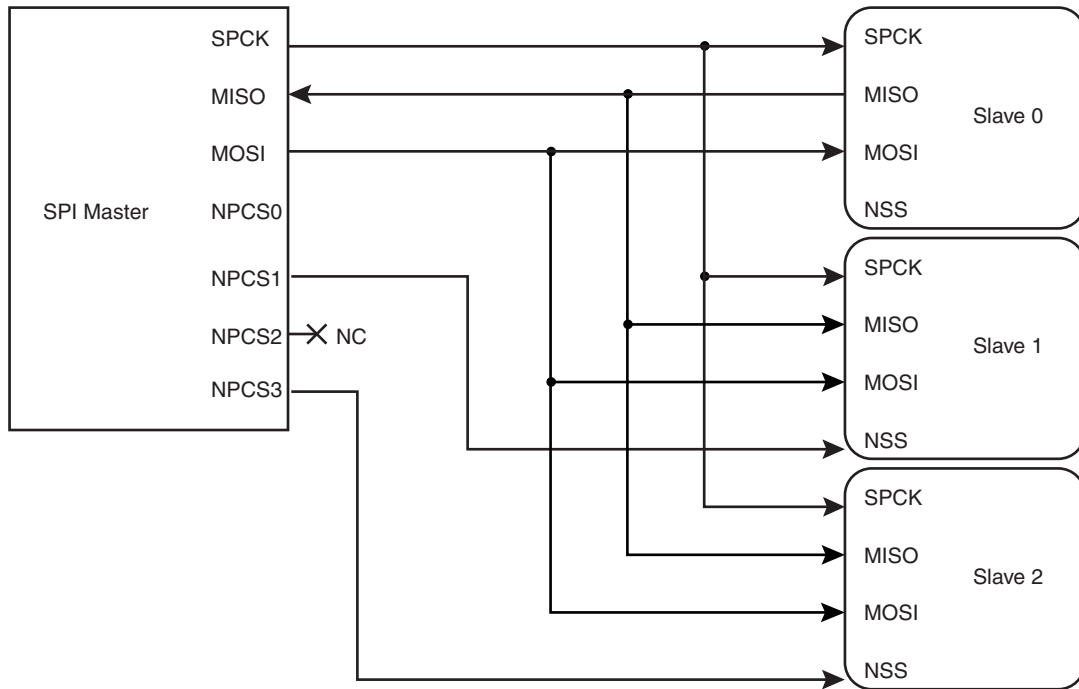 SPI Master
SPCK
MISO
MOSI
NPCS0
NPCS1
NPCS2
NC
NPCS3
SPCK
MISO
Slave 0
MOSI
NSS
SPCK
MISO
Slave 1
MOSI
NSS
SPCK
MISO
Slave 2
MOSI
NSS